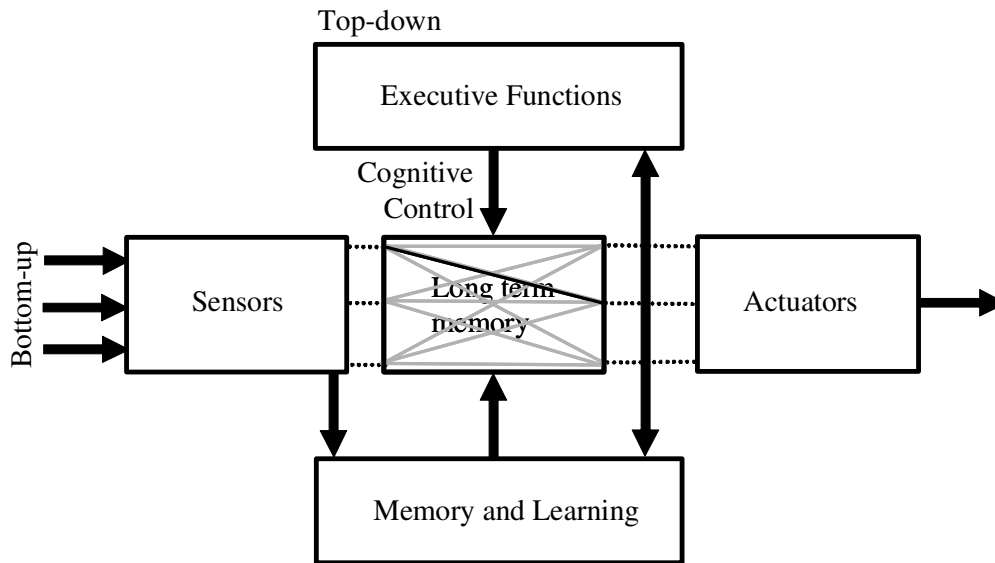 Top-down
Executive Functions
Cognitive
Control
Bottom-up
Sensors
Long term
memory
Actuators
Memory and Learning